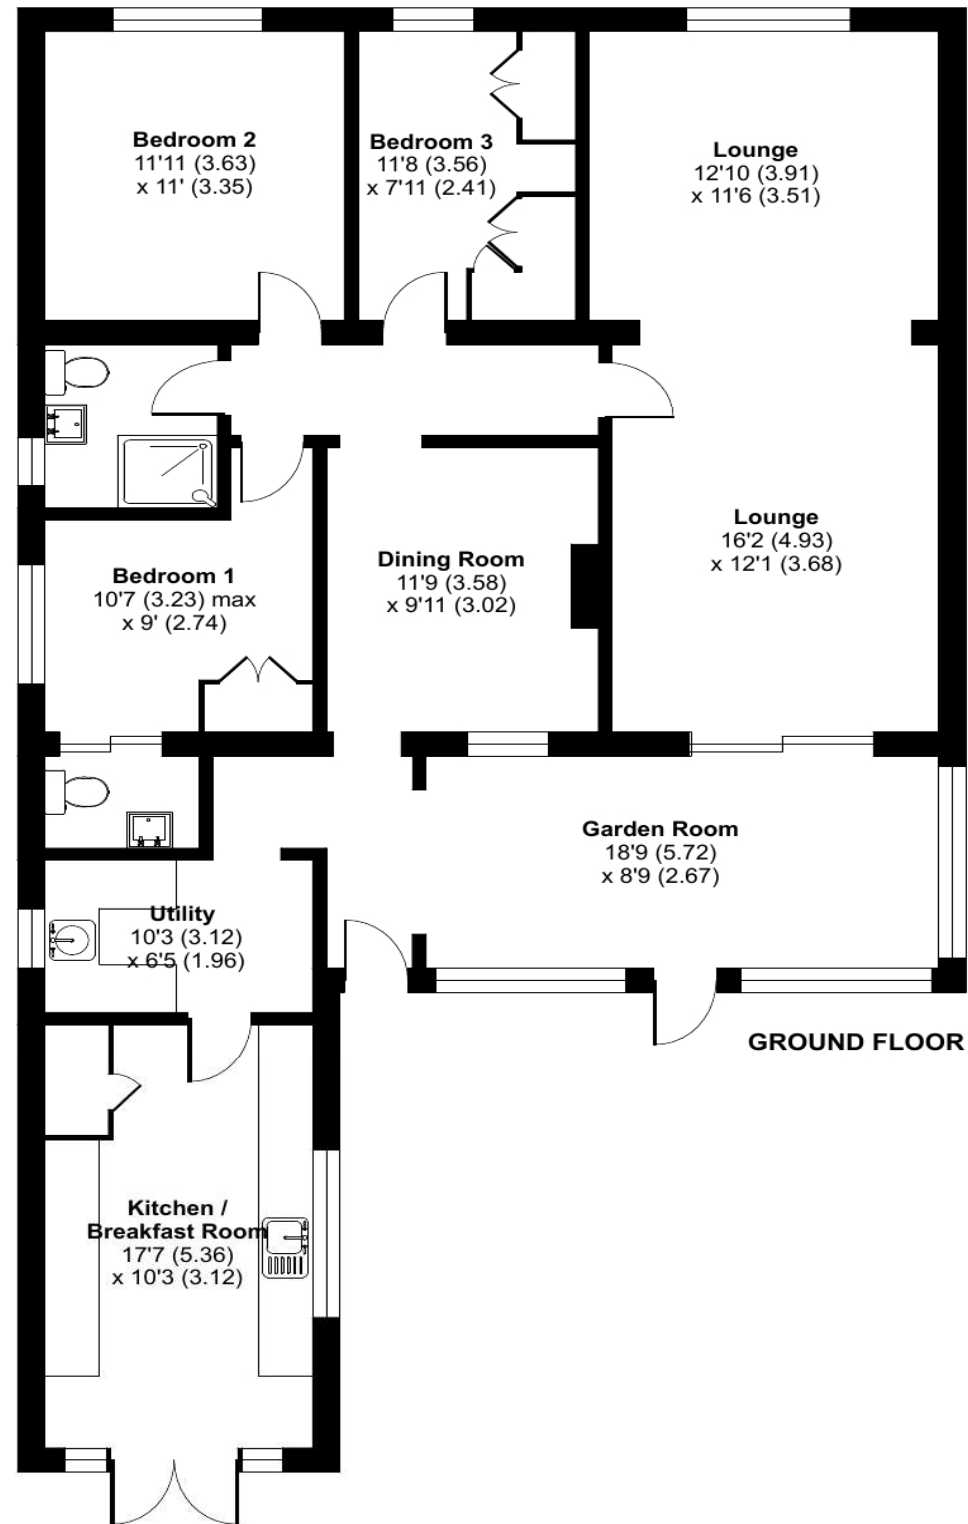 Bedroom 2
11'11 (3.63)
x 11' (3.35)
Bedroom 3
11'8 (3.56)
x 7'11 (2.41)
Lounge
12'10 (3.91)
x 11'6 (3.51)
Lounge
16'2 (4.93)
x 12'1 (3.68)
Dining Room
11'9 (3.58)
x 9'11 (3.02)
Bedroom 1
10'7 (3.23) max
x 9' (2.74)
Garden Room
18'9 (5.72)
x 8'9 (2.67)
Utility
10'3 (3.12)
x 6'5 (1.96)
GROUND FLOOR
Kitchen /
Breakfast Room
17'7 (5.36)
x 10'3 (3.12)